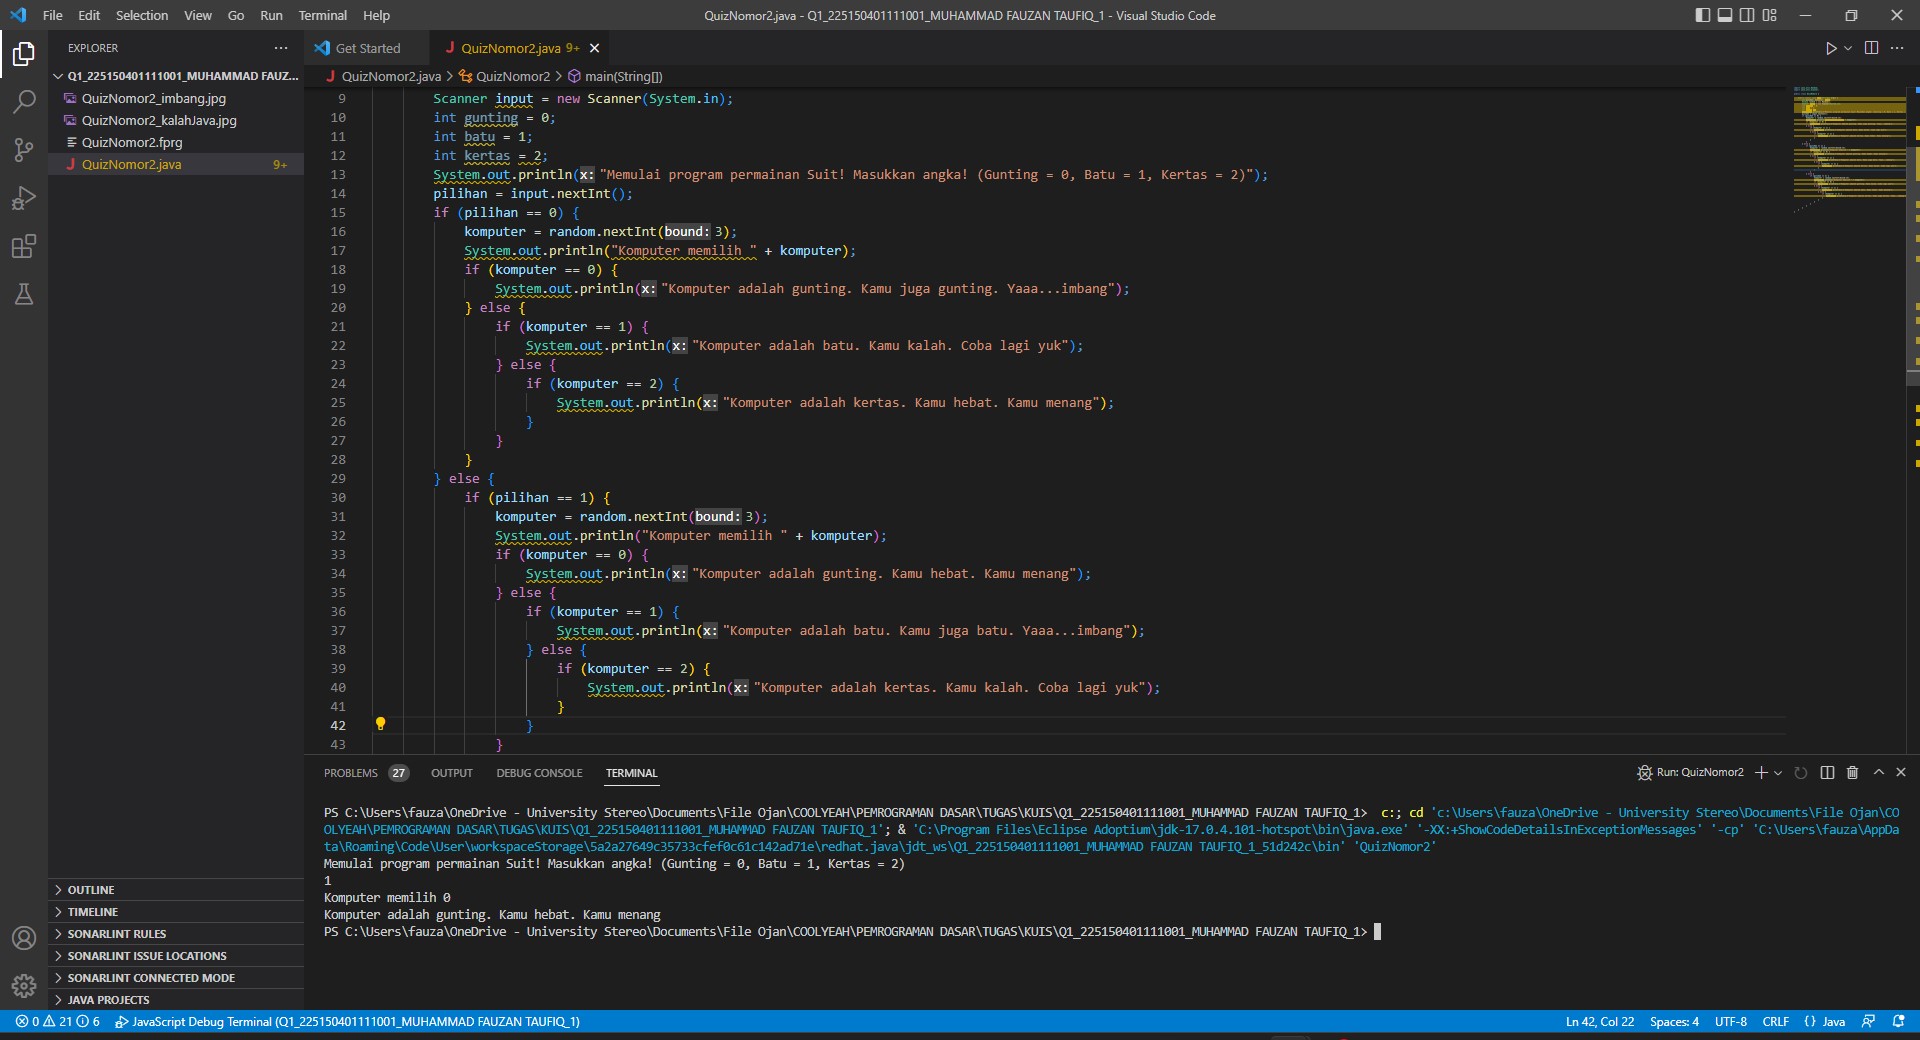 File Edit Selection View Go Run Terminal Help
QuizNomor2.java - Q1_225150401111001_MUHAMMAD FAUZAN TAUFIQ_1 - Visual Studio Code
EXPLORER
Q1_225150401111001_MUHAMMAD FAUZ...
QuizNomor2_imbang.jpg
QuizNomor2_kalahJava.jpg
QuizNomor2.fprg
QuizNomor2.java 9+
OUTLINE
TIMELINE
SONARLINT RULES
SONARLINT ISSUE LOCATIONS
SONARLINT CONNECTED MODE
JAVA PROJECTS
Get Started
QuizNomor2.java 9+
QuizNomor2.java > QuizNomor2 > main(String[])
9 Scanner input = new Scanner(System.in);
10 int gunting = 0;
11 int batu = 1;
12 int kertas = 2;
13 System.out.println(x: "Memulai program permainan Suit! Masukkan angka! (Gunting = 0, Batu = 1, Kertas = 2)");
14 pilihan = input.nextInt();
15 if (pilihan == 0) {
16 komputer = random.nextInt(bound: 3);
17 System.out.println("Komputer memilih " + komputer);
18 if (komputer == 0) {
19 System.out.println(x: "Komputer adalah gunting. Kamu juga gunting. Yaaa...imbang");
20 } else {
21 if (komputer == 1) {
22 System.out.println(x: "Komputer adalah batu. Kamu kalah. Coba lagi yuk");
23 } else {
24 if (komputer == 2) {
25 System.out.println(x: "Komputer adalah kertas. Kamu hebat. Kamu menang");
26 }
27 }
28 }
29 } else {
30 if (pilihan == 1) {
31 komputer = random.nextInt(bound: 3);
32 System.out.println("Komputer memilih " + komputer);
33 if (komputer == 0) {
34 System.out.println(x: "Komputer adalah gunting. Kamu hebat. Kamu menang");
35 } else {
36 if (komputer == 1) {
37 System.out.println(x: "Komputer adalah batu. Kamu juga batu. Yaaa...imbang");
38 } else {
39 if (komputer == 2) {
40 System.out.println(x: "Komputer adalah kertas. Kamu kalah. Coba lagi yuk");
41 }
42 }
43 }
PROBLEMS 27 OUTPUT DEBUG CONSOLE TERMINAL
Run: QuizNomor2
PS C:\Users\fauza\OneDrive - University Stereo\Documents\File Ojan\COOLYEAH\PEMROGRAMAN DASAR\TUGAS\KUIS\Q1_225150401111001_MUHAMMAD FAUZAN TAUFIQ_1> c:; cd 'c:\Users\fauza\OneDrive - University Stereo\Documents\File Ojan\CO
OLYEAH\PEMROGRAMAN DASAR\TUGAS\KUIS\Q1_225150401111001_MUHAMMAD FAUZAN TAUFIQ_1'; & 'C:\Program Files\Eclipse Adoptium\jdk-17.0.4.101-hotspot\bin\java.exe' '-XX:+ShowCodeDetailsInExceptionMessages' '-cp' 'C:\Users\fauza\AppDa
ta\Roaming\Code\User\workspaceStorage\5a2a27649c35733cfef0c61c142ad71e\redhat.java\jdt_ws\Q1_225150401111001_MUHAMMAD FAUZAN TAUFIQ_1_51d242c\bin' 'QuizNomor2'
Memulai program permainan Suit! Masukkan angka! (Gunting = 0, Batu = 1, Kertas = 2)
1
Komputer memilih 0
Komputer adalah gunting. Kamu hebat. Kamu menang
PS C:\Users\fauza\OneDrive - University Stereo\Documents\File Ojan\COOLYEAH\PEMROGRAMAN DASAR\TUGAS\KUIS\Q1_225150401111001_MUHAMMAD FAUZAN TAUFIQ_1>
0 21 6 JavaScript Debug Terminal (Q1_225150401111001_MUHAMMAD FAUZAN TAUFIQ_1)
Ln 42, Col 22 Spaces: 4 UTF-8 CRLF {} Java